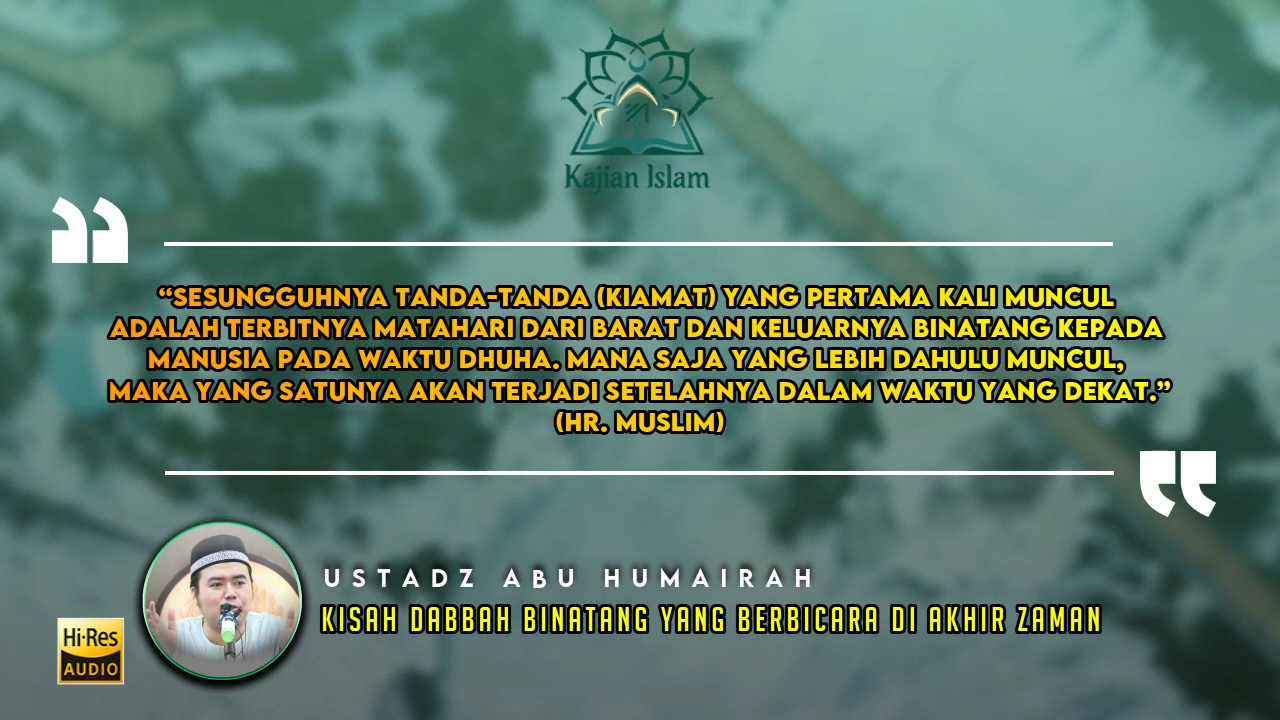 Kajian Islam
“SESUNGGUHNYA TANDA-TANDA (KIAMAT) YANG PERTAMA KALI MUNCUL
ADALAH TERBITNYA MATAHARI DARI BARAT DAN KELUARNYA BINATANG KEPADA
MANUSIA PADA WAKTU DHUHA. MANA SAJA YANG LEBIH DAHULU MUNCUL,
MAKA YANG SATUNYA AKAN TERJADI SETELAHNYA DALAM WAKTU YANG DEKAT.”
(HR. MUSLIM)
USTADZ ABU HUMAIRAH
KISAH DABBAH BINATANG YANG BERBICARA DI AKHIR ZAMAN
Hi-Res
AUDIO